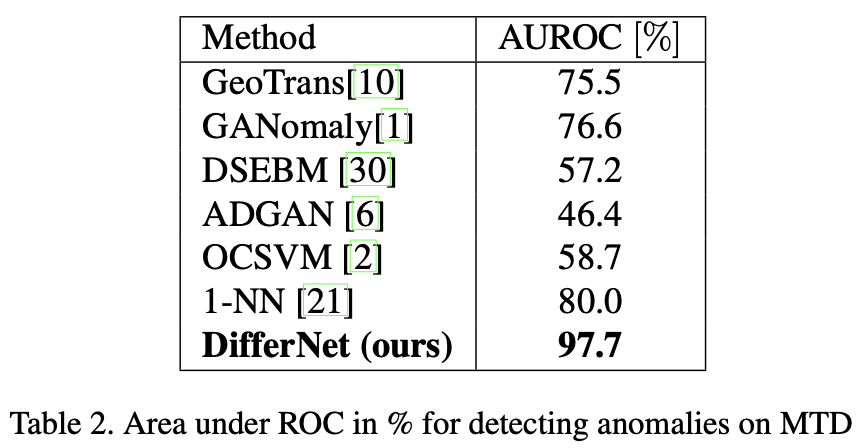 Method AUROC [%]
GeoTrans[10] 75.5
GANomaly[1] 76.6
DSEBM [30] 57.2
ADGAN [6] 46.4
OCSVM [2] 58.7
1-NN [21] 80.0
DifferNet (ours) 97.7
Table 2. Area under ROC in % for detecting anomalies on MTD